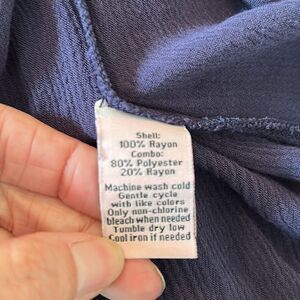 Shell:
100% Rayon
Combo:
80% Polyester
20% Rayon
Machine wash cold
Gentle cycle
with like colors
Only non-chlorine
bleach when needed
Tumble dry low
Cool iron if needed